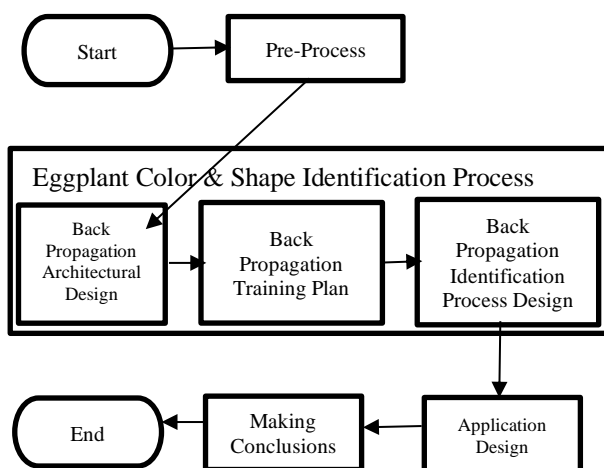 Start
Pre-Process
Eggplant Color & Shape Identification Process
Back
Propagation
Architectural
Design
Back
Propagation
Training Plan
Back
Propagation
Identification
Process Design
End
Making
Conclusions
Application
Design